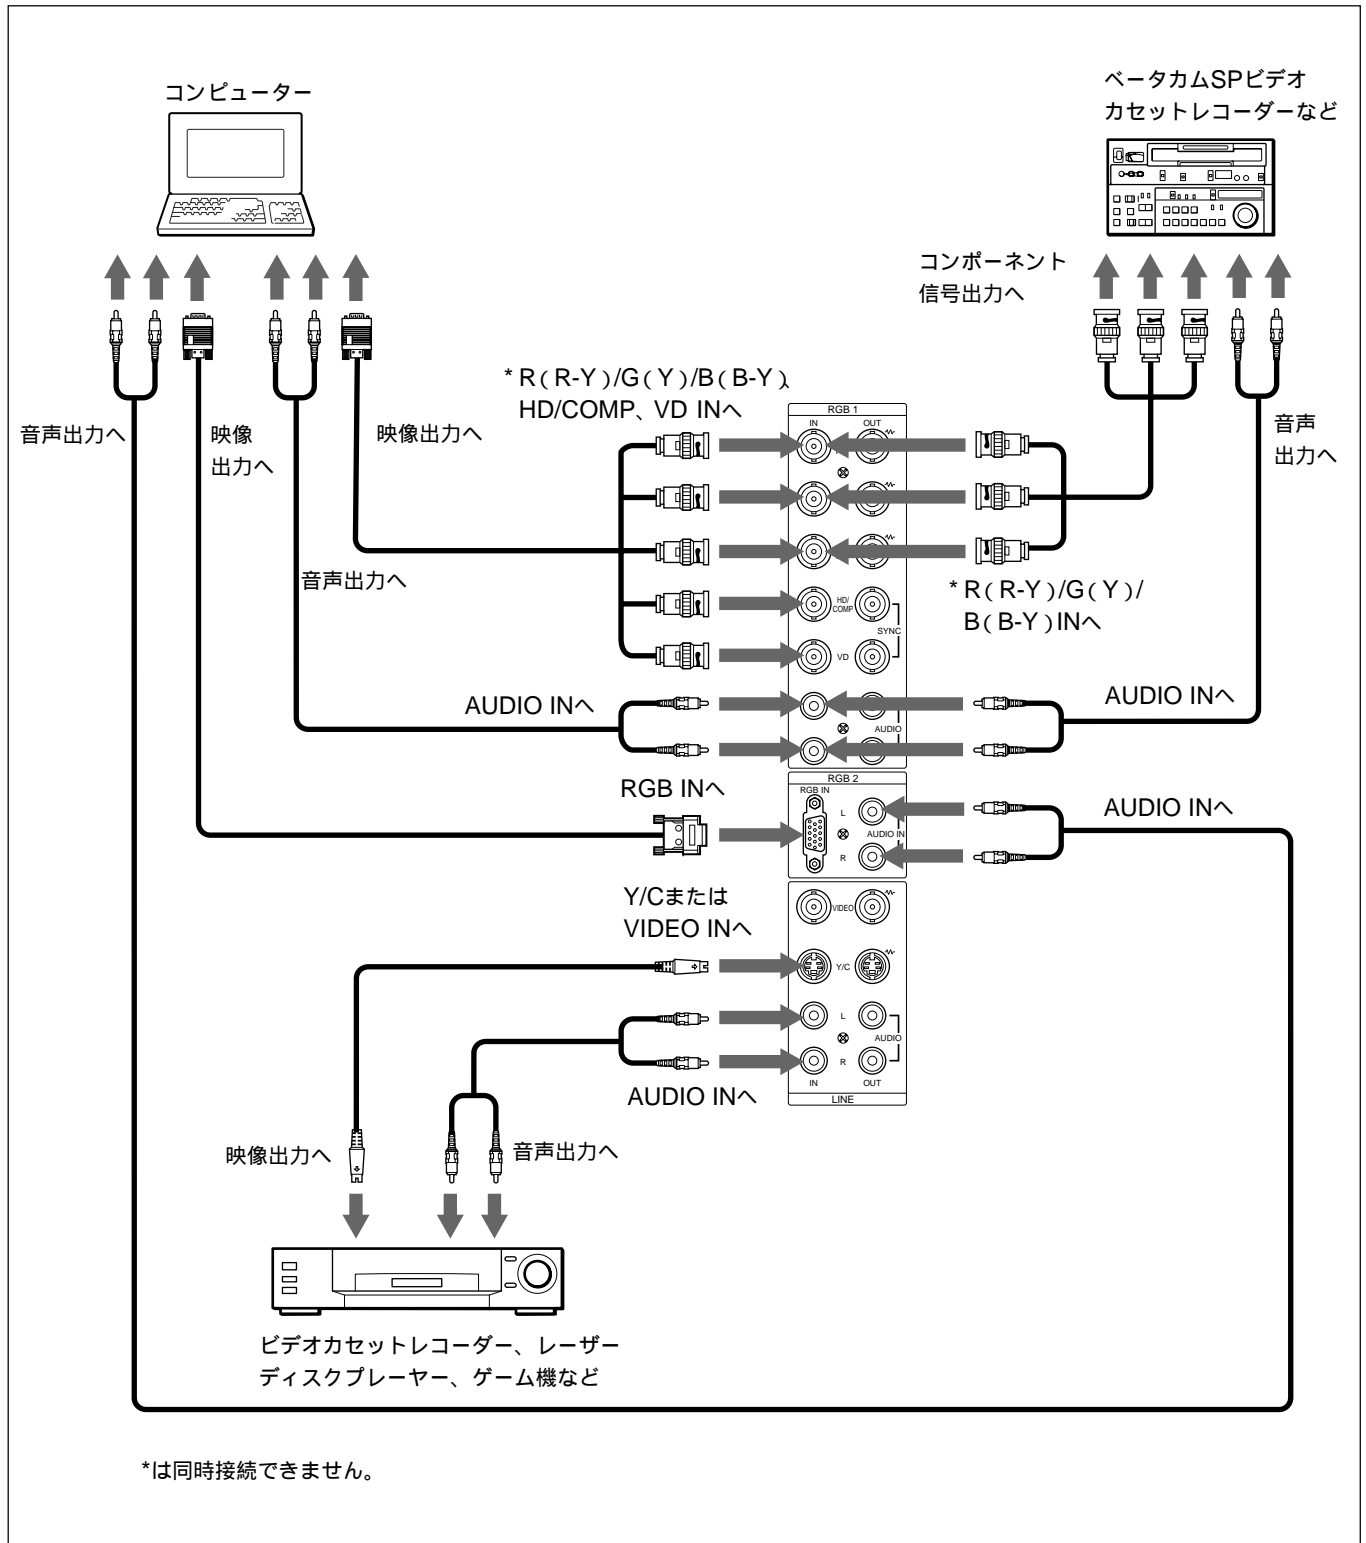 コンピューター
ベータカムSPビデオ
カセットレコーダーなど
コンポーネント
信号出力へ
音声出力へ
映像
出力へ
映像出力へ
音声出力へ
* R(R-Y)/G(Y)/B(B-Y)、
HD/COMP、VD INへ
音声
出力へ
RGB 1
IN
OUT
HD/
COMP
SYNC
VD
AUDIO
* R(R-Y)/G(Y)/
B(B-Y)INへ
AUDIO INへ
AUDIO INへ
RGB INへ
RGB 2
RGB IN
L
AUDIO IN
R
AUDIO INへ
Y/Cまたは
VIDEO INへ
VIDEO
Y/C
L
AUDIO
R
IN
OUT
LINE
AUDIO INへ
映像出力へ
音声出力へ
ビデオカセットレコーダー、レーザー
ディスクプレーヤー、ゲーム機など
*は同時接続できません。